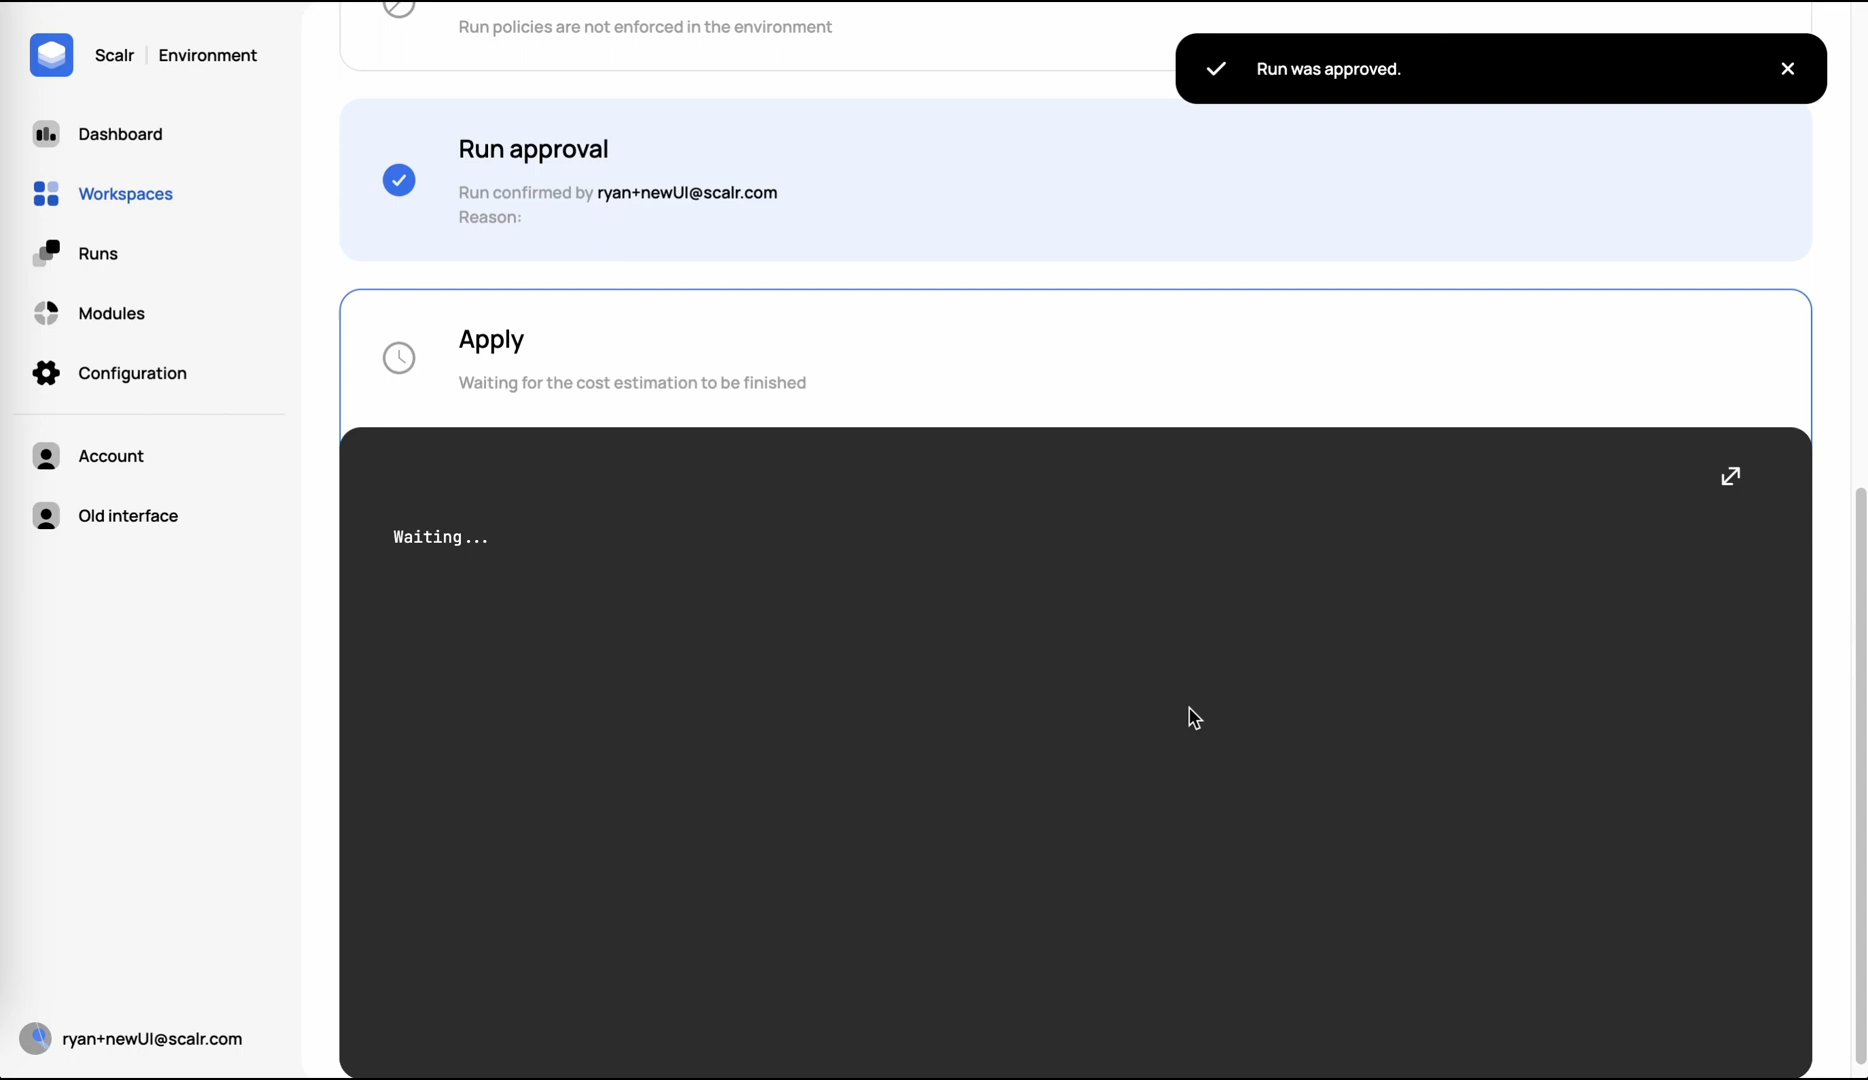 Scalr | Environment
Dashboard
Workspaces
Runs
Modules
Configuration
Account
Old interface
ryan+newUI@scalr.com
Run policies are not enforced in the environment
Run was approved.
Run approval
Run confirmed by ryan+newUI@scalr.com
Reason:
Apply
Waiting for the cost estimation to be finished
Waiting...